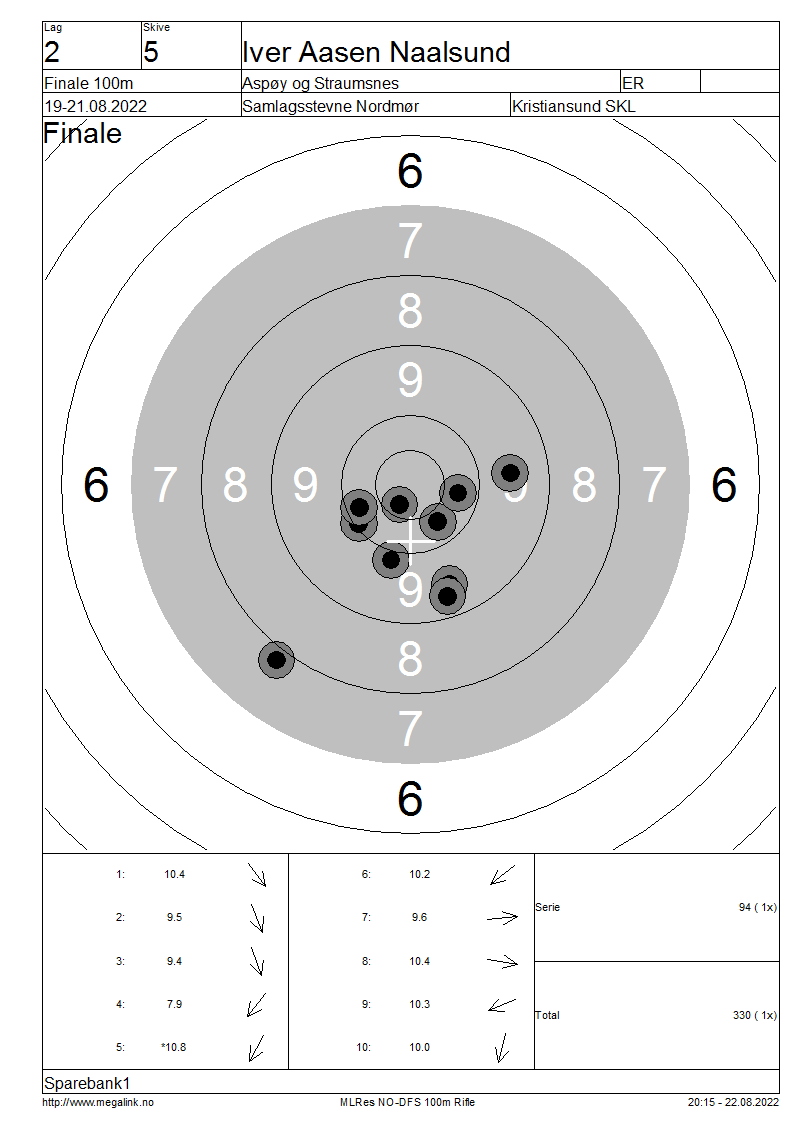 Lag Skive
2 5 Iver Aasen Naalsund
Finale 100m Aspøy og Straumsnes ER
19-21.08.2022 Samlagsstevne Nordmør Kristiansund SKL
Finale
6
7
8
9
6 7 8 9 9 8 7 6
9
8
7
6
1: 10.4 6: 10.2
2: 9.5 7: 9.6
Serie 94 ( 1x)
3: 9.4 8: 10.4
4: 7.9 9: 10.3
Total 330 ( 1x)
5: *10.8 10: 10.0
Sparebank1
http://www.megalink.no MLRes NO-DFS 100m Rifle 20:15 - 22.08.2022